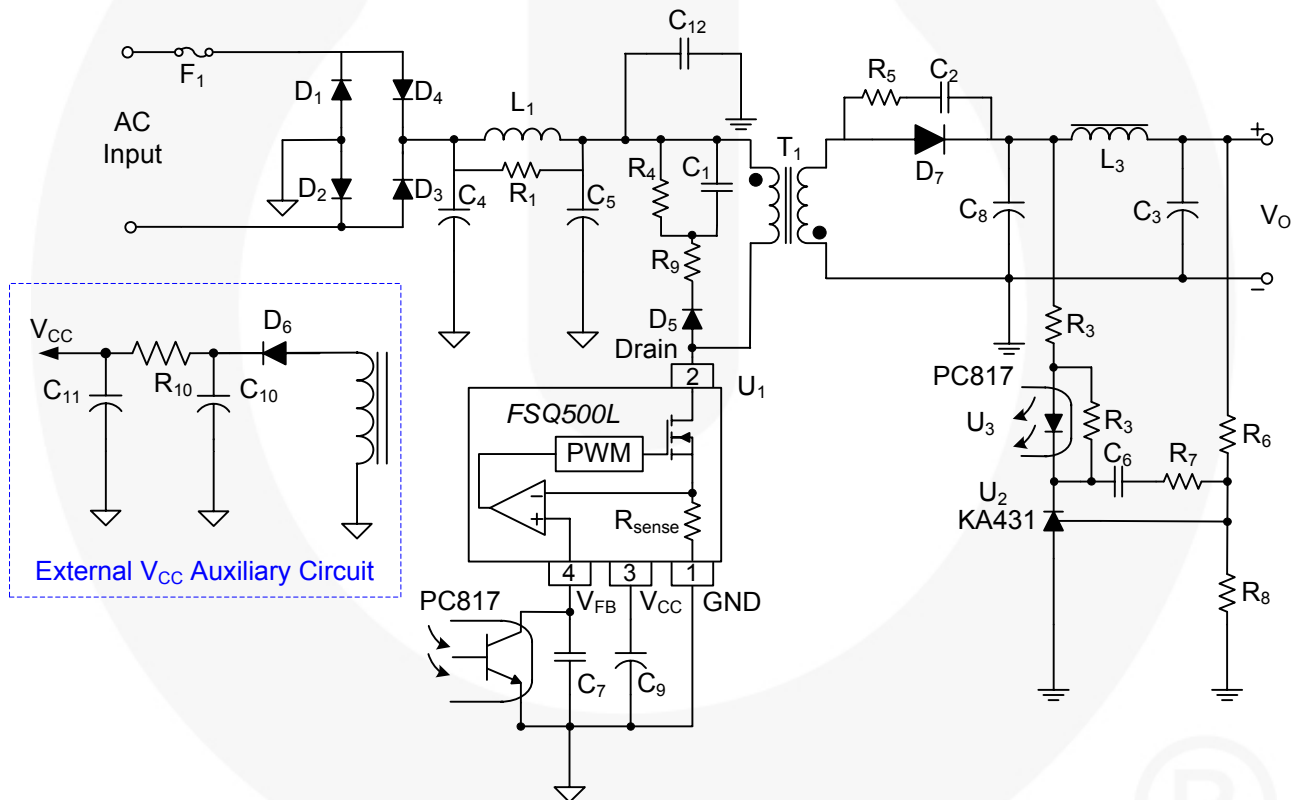 C12
F1
R5
C2
D1
D4
L1
AC
Input
T1
+
D7
L3
R4
C1
D2
D3
C4
R1
C5
C8
C3
VO
R9
–
D5
Drain
R3
VCC
D6
R10
C11
C10
2
U1
PC817
FSQ500L
U3
R3
R6
PWM
C6
R7
–
+
Rsense
U2
KA431
External VCC Auxiliary Circuit
4
3
1
PC817
VFB
VCC
GND
R8
C7
C9
R